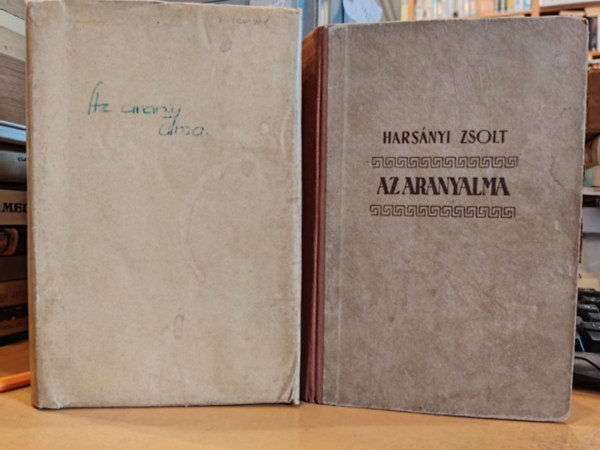 Az arany
alma.
HARSÁNYI ZSOLT
AZ ARANYALMA